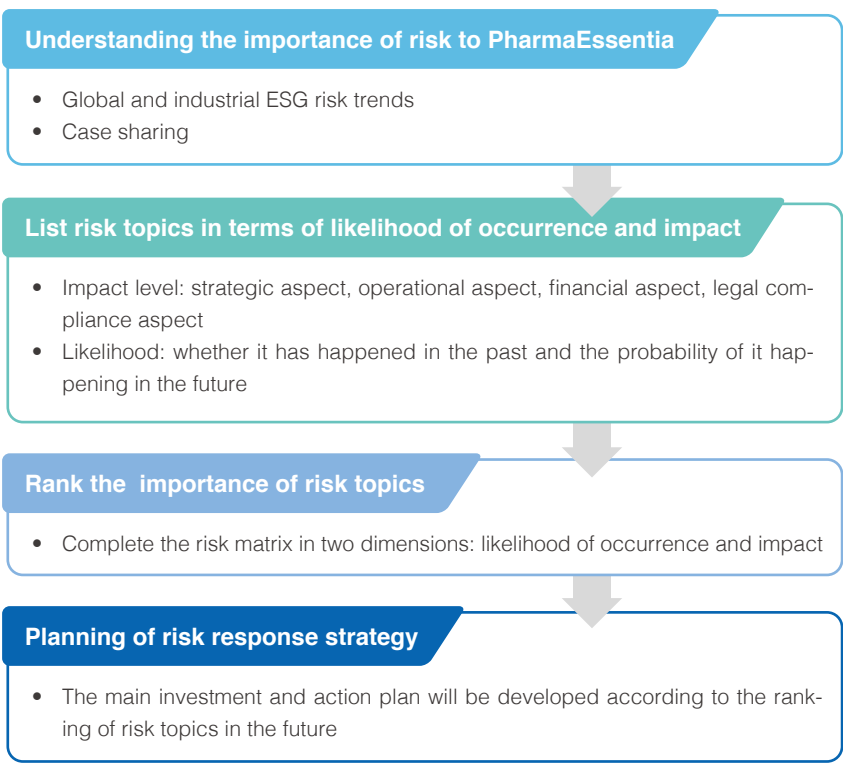 Understanding the importance of risk to PharmaEssentia
• Global and industrial ESG risk trends
• Case sharing
List risk topics in terms of likelihood of occurrence and impact
• Impact level: strategic aspect, operational aspect, financial aspect, legal com-
pliance aspect
• Likelihood: whether it has happened in the past and the probability of it hap-
pening in the future
Rank the  importance of risk topics
• Complete the risk matrix in two dimensions: likelihood of occurrence and impact
Planning of risk response strategy
• The main investment and action plan will be developed according to the rank-
ing of risk topics in the future